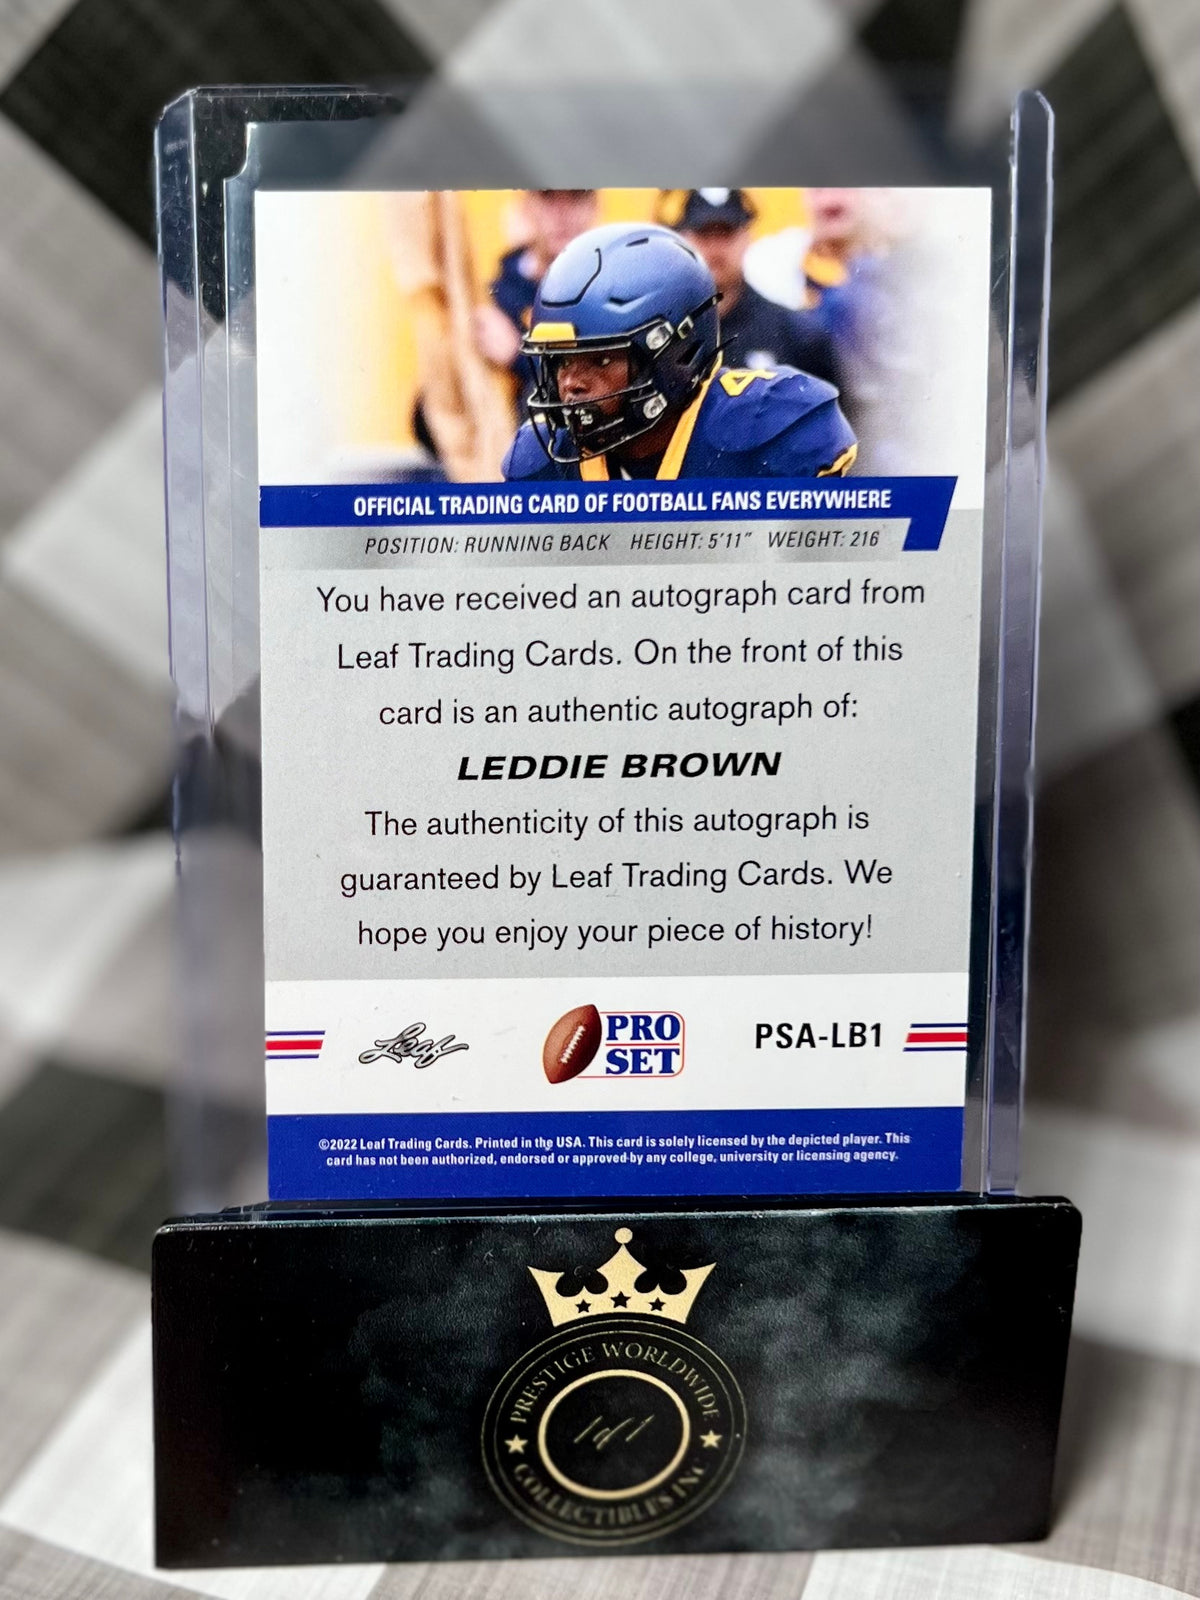 4
OFFICIAL TRADING CARD OF FOOTBALL FANS EVERYWHERE
POSITION: RUNNING BACK HEIGHT: 5'11" WEIGHT: 216
You have received an autograph card from
Leaf Trading Cards. On the front of this
card is an authentic autograph of:
LEDDIE BROWN
The authenticity of this autograph is
guaranteed by Leaf Trading Cards. We
hope you enjoy your piece of history!
Leaf
PRO
SET
PSA-LB1
©2022 Leaf Trading Cards. Printed in the USA. This card is solely licensed by the depicted player. This
card has not been authorized, endorsed or approved by any college, university or licensing agency.
PRESTIGE WORLDWIDE
1of1
COLLECTIBLES INC